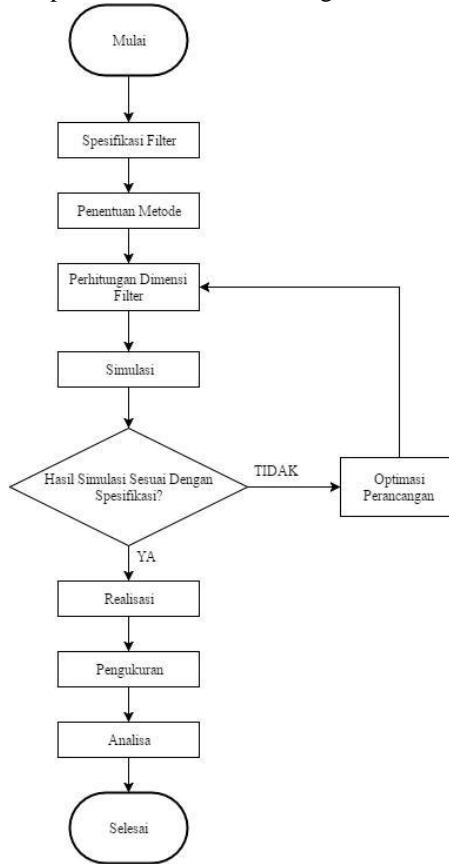 Mulai
Spesifikasi Filter
Penentuan Metode
Perhitungan Dimensi
Filter
Simulasi
Hasil Simulasi Sesuai Dengan
Spesifikasi?
TIDAK
Optimasi
Perancangan
YA
Realisasi
Pengukuran
Analisa
Selesai